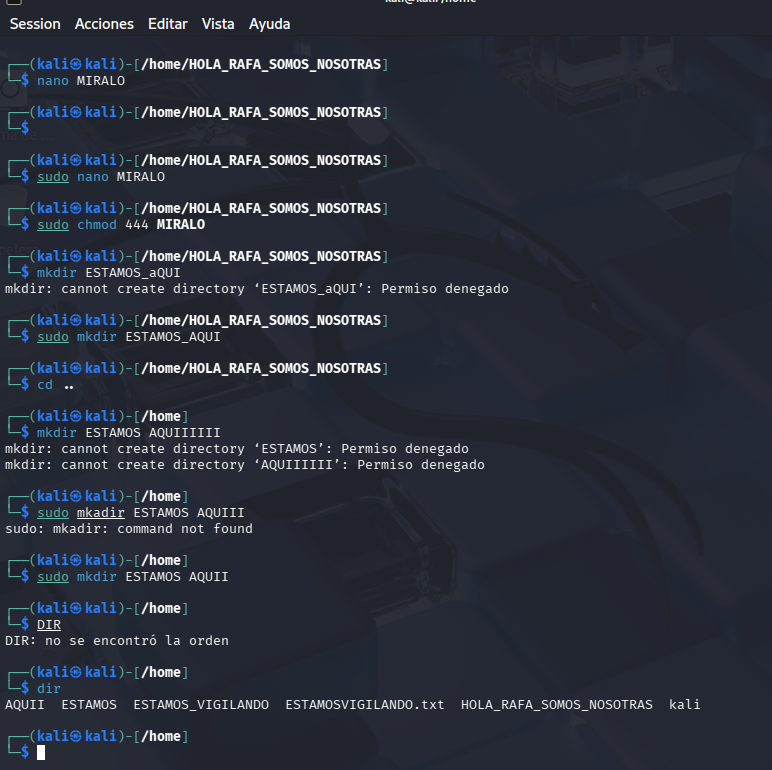 kali@kali: /home
Session Acciones Editar Vista Ayuda
┌──(kali㉿kali)-[/home/HOLA_RAFA_SOMOS_NOSOTRAS]
└─$ nano MIRALO
┌──(kali㉿kali)-[/home/HOLA_RAFA_SOMOS_NOSOTRAS]
└─$
┌──(kali㉿kali)-[/home/HOLA_RAFA_SOMOS_NOSOTRAS]
└─$ sudo nano MIRALO
┌──(kali㉿kali)-[/home/HOLA_RAFA_SOMOS_NOSOTRAS]
└─$ sudo chmod 444 MIRALO
┌──(kali㉿kali)-[/home/HOLA_RAFA_SOMOS_NOSOTRAS]
└─$ mkdir ESTAMOS_aQUI
mkdir: cannot create directory ‘ESTAMOS_aQUI’: Permiso denegado
┌──(kali㉿kali)-[/home/HOLA_RAFA_SOMOS_NOSOTRAS]
└─$ sudo mkdir ESTAMOS_AQUI
┌──(kali㉿kali)-[/home/HOLA_RAFA_SOMOS_NOSOTRAS]
└─$ cd ..
┌──(kali㉿kali)-[/home]
└─$ mkdir ESTAMOS AQUIIIIII
mkdir: cannot create directory ‘ESTAMOS’: Permiso denegado
mkdir: cannot create directory ‘AQUIIIIII’: Permiso denegado
┌──(kali㉿kali)-[/home]
└─$ sudo mkadir ESTAMOS AQUIII
sudo: mkadir: command not found
┌──(kali㉿kali)-[/home]
└─$ sudo mkdir ESTAMOS AQUII
┌──(kali㉿kali)-[/home]
└─$ DIR
DIR: no se encontró la orden
┌──(kali㉿kali)-[/home]
└─$ dir
AQUII ESTAMOS ESTAMOS_VIGILANDO ESTAMOSVIGILANDO.txt HOLA_RAFA_SOMOS_NOSOTRAS kali
┌──(kali㉿kali)-[/home]
└─$